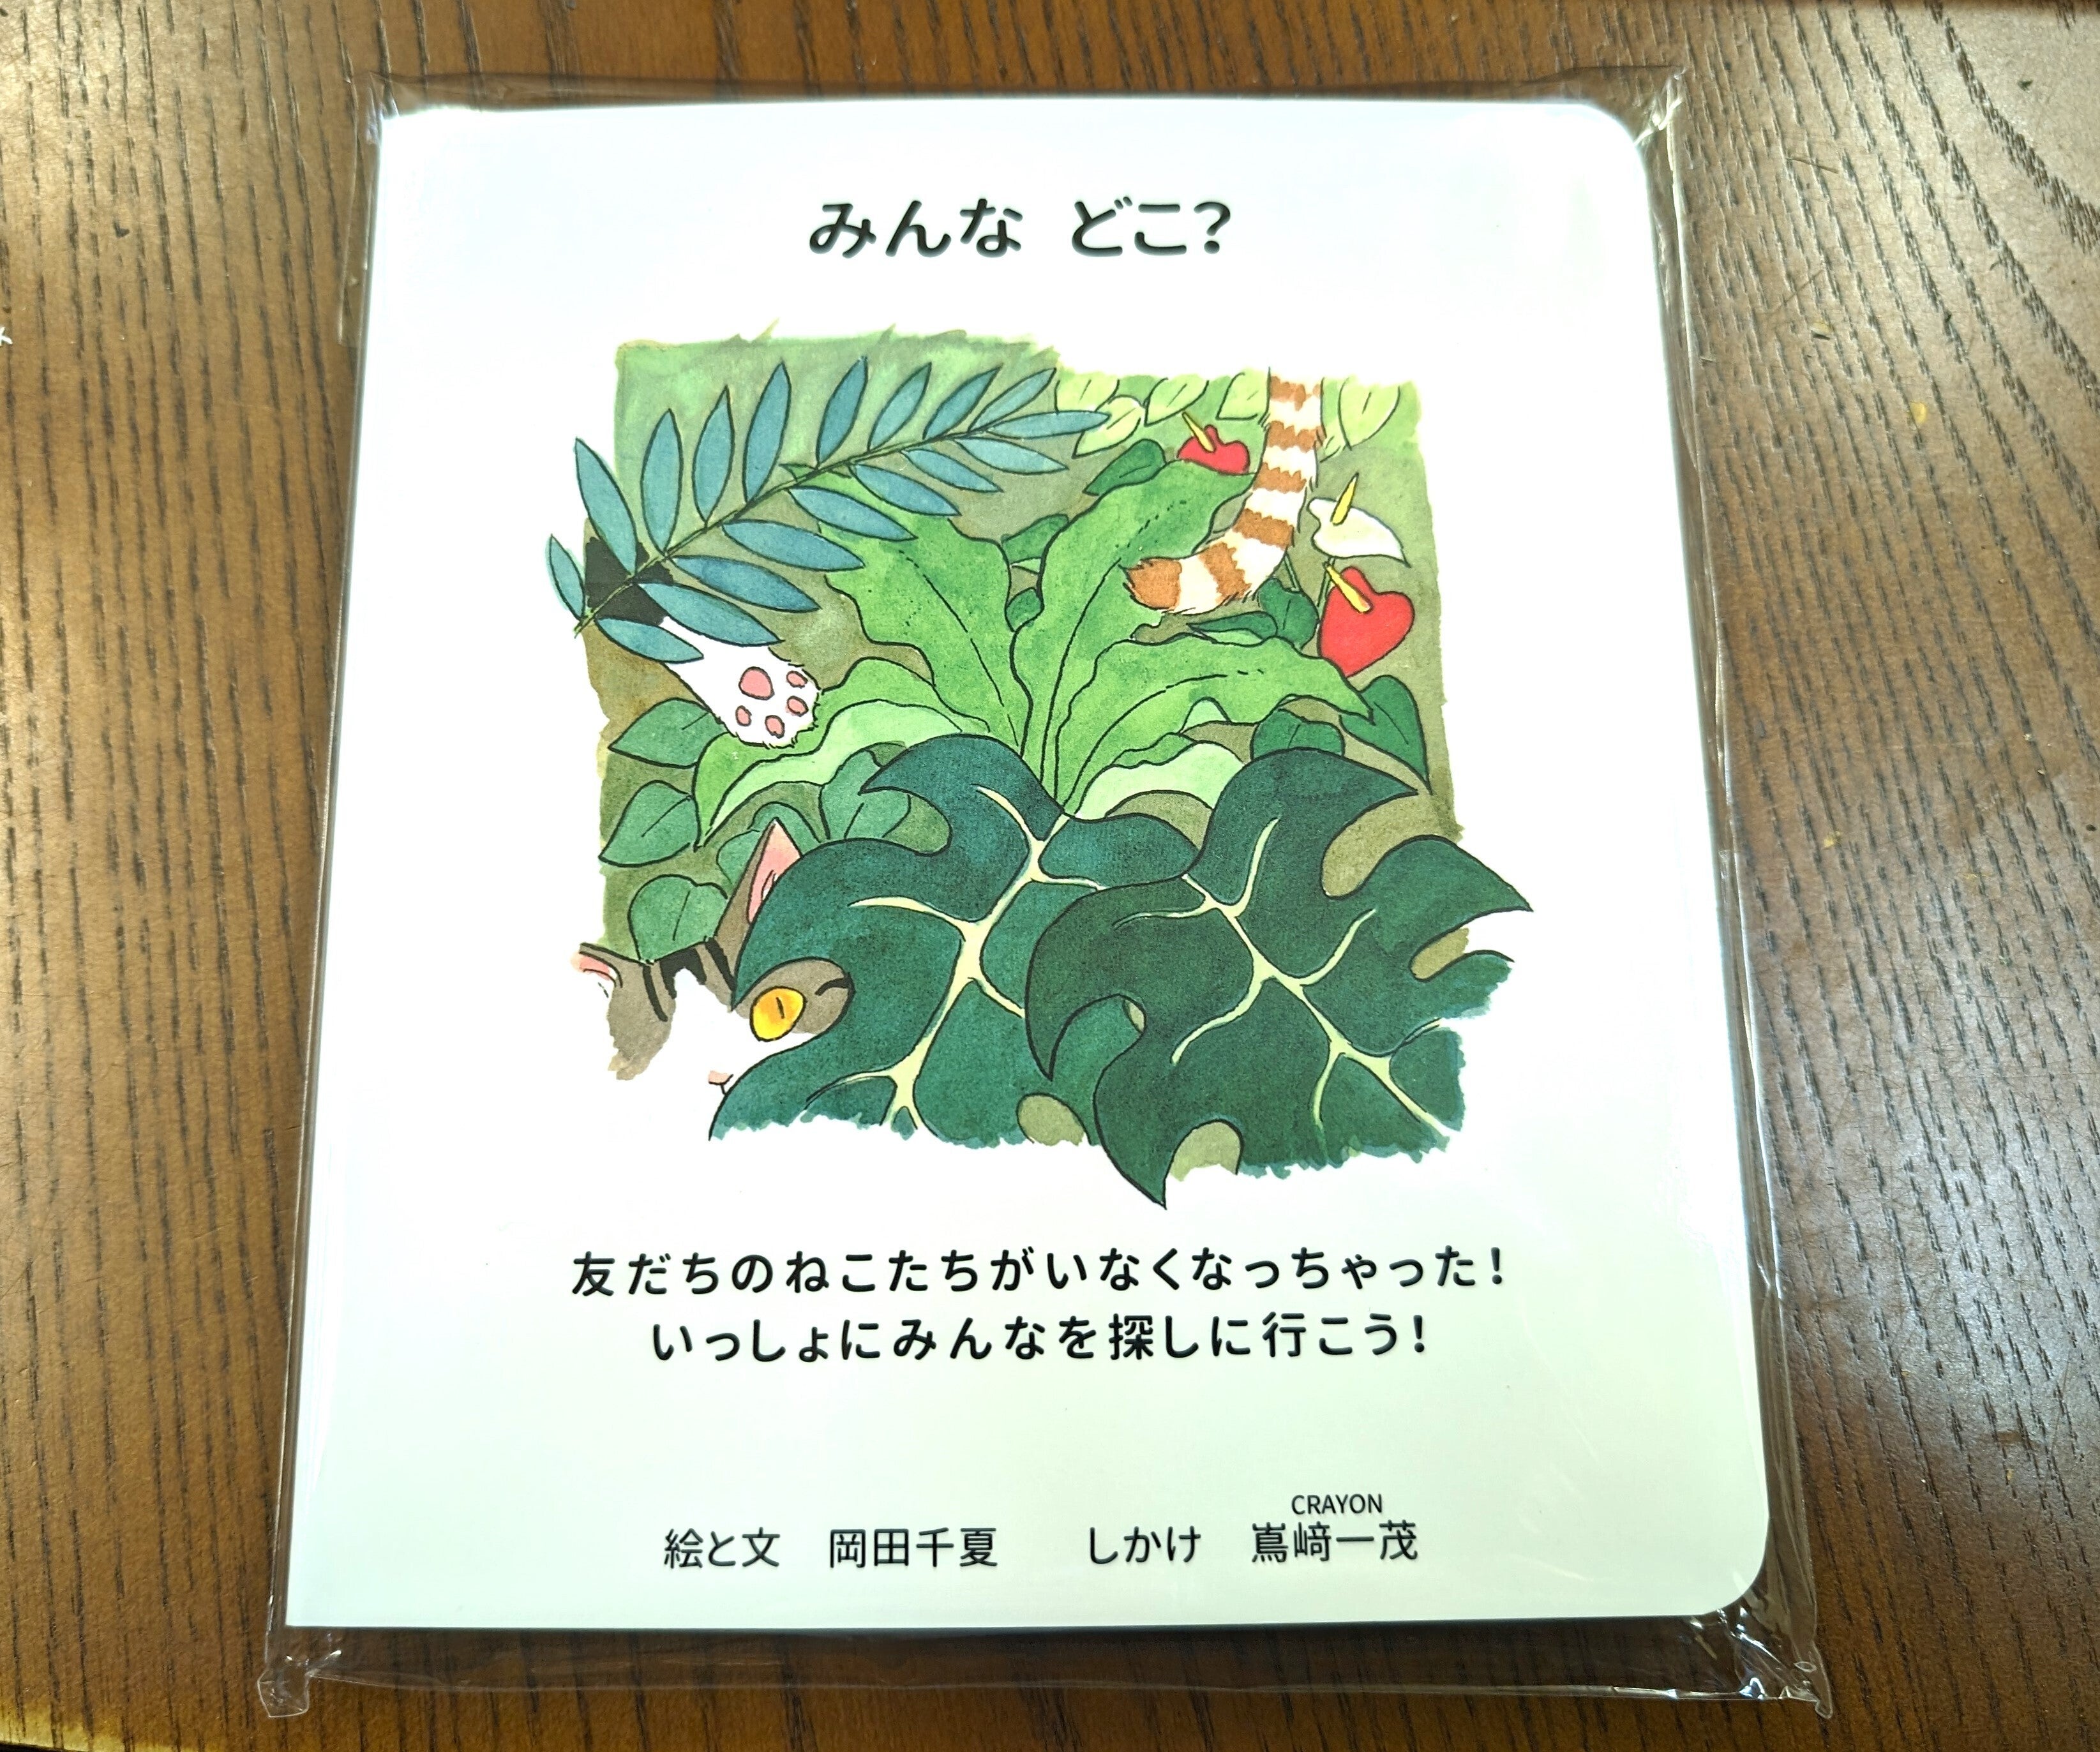 みんな どこ?
友だちのねこたちがいなくなっちゃった!
いっしょにみんなを探しに行こう!
CRAYON
絵と文 岡田千夏 しかけ 嶌﨑一茂